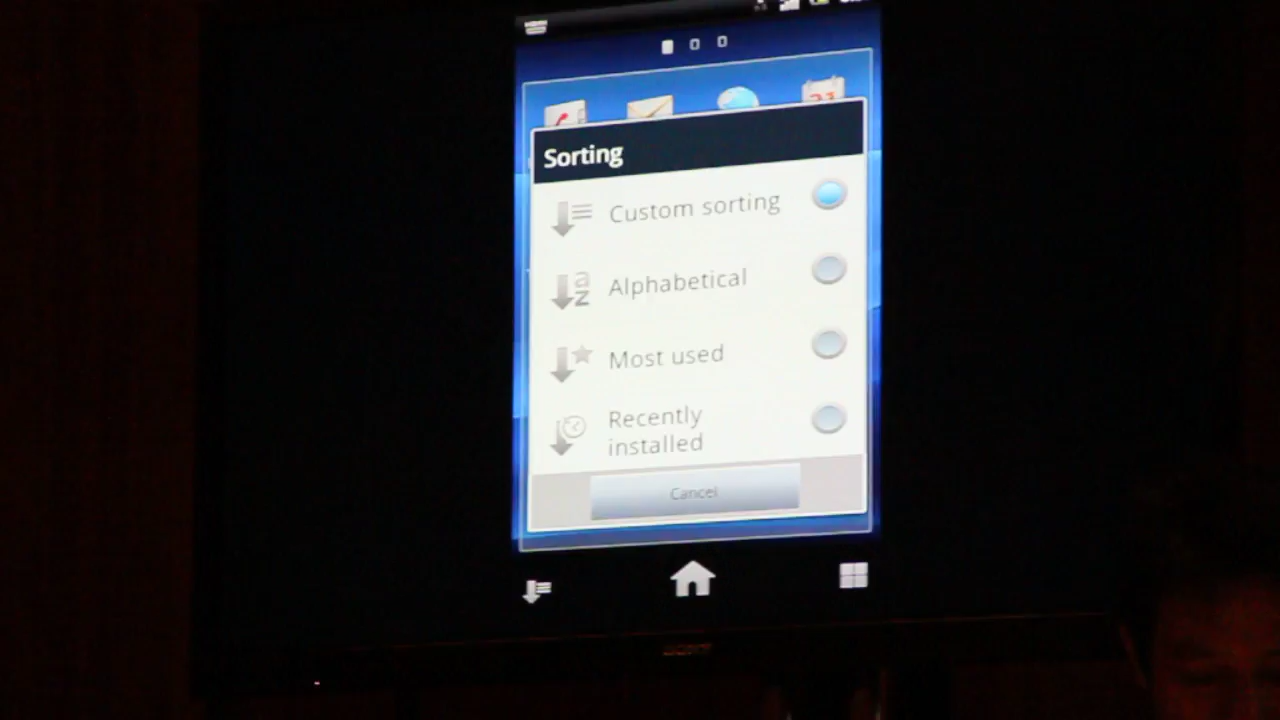 Sorting
Custom sorting
Alphabetical
Most used
Recently
installed
Cancel